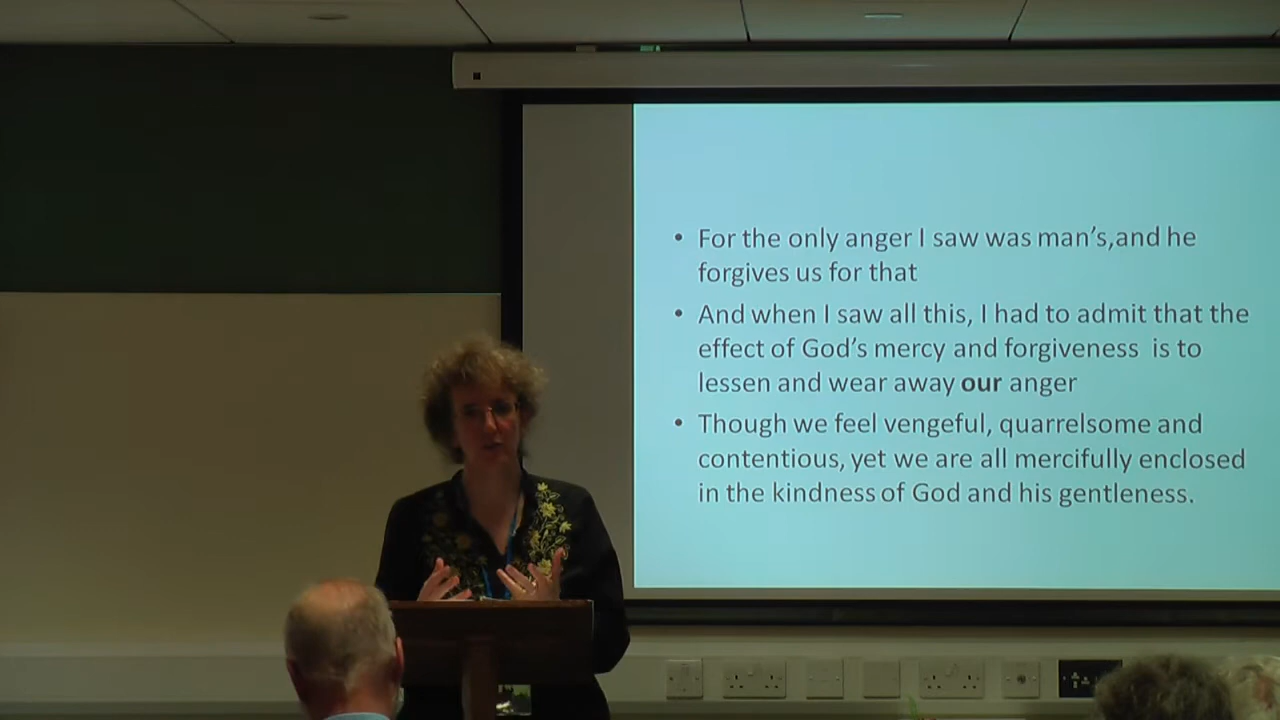 • For the only anger I saw was man's,and he
forgives us for that
• And when I saw all this, I had to admit that the
effect of God's mercy and forgiveness is to
lessen and wear away our anger
• Though we feel vengeful, quarrelsome and
contentious, yet we are all mercifully enclosed
in the kindness of God and his gentleness.